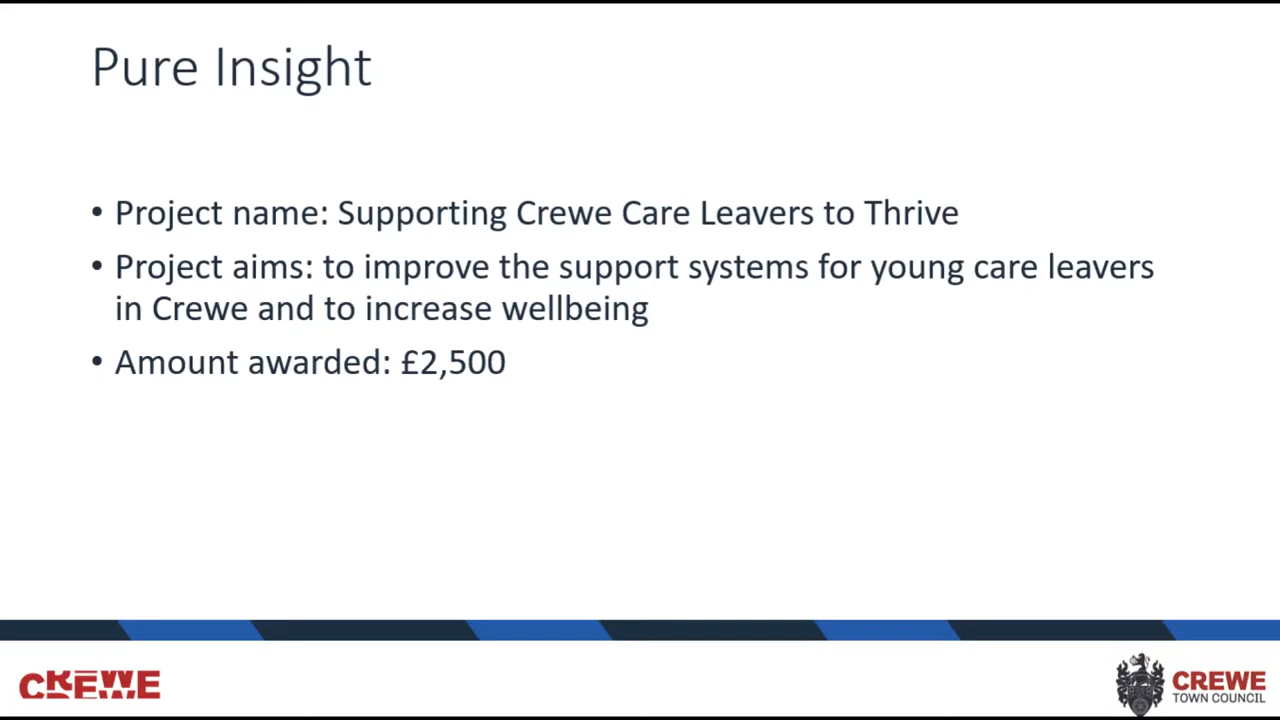 Pure Insight
• Project name: Supporting Crewe Care Leavers to Thrive
• Project aims: to improve the support systems for young care leavers
in Crewe and to increase wellbeing
• Amount awarded: £2,500
CREWE
CREWE
TOWN COUNCIL